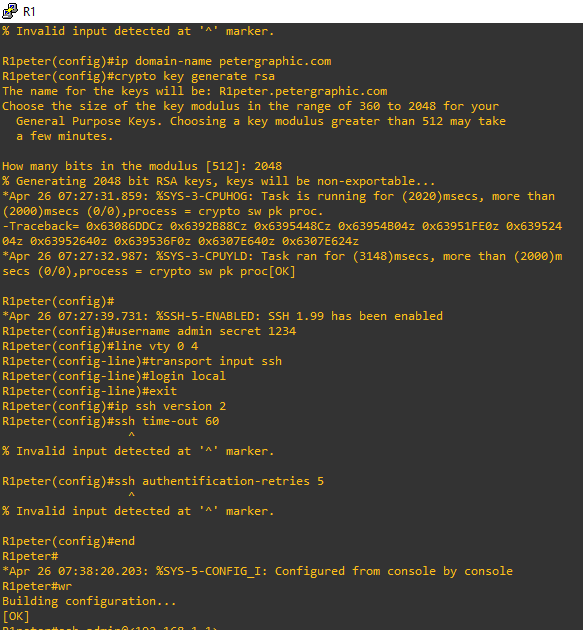 R1
% Invalid input detected at '^' marker.
R1peter(config)#ip domain-name petergraphic.com
R1peter(config)#crypto key generate rsa
The name for the keys will be: R1peter.petergraphic.com
Choose the size of the key modulus in the range of 360 to 2048 for your
General Purpose Keys. Choosing a key modulus greater than 512 may take
a few minutes.
How many bits in the modulus [512]: 2048
% Generating 2048 bit RSA keys, keys will be non-exportable...
*Apr 26 07:27:31.859: %SYS-3-CPUHOG: Task is running for (2020)msecs, more than
(2000)msecs (0/0),process = crypto sw pk proc.
-Traceback= 0x63086DDCz 0x6392B88Cz 0x6395448Cz 0x63954B04z 0x63951FE0z 0x639524
04z 0x63952640z 0x639536F0z 0x6307E640z 0x6307E624z
*Apr 26 07:27:32.987: %SYS-3-CPUYLD: Task ran for (3148)msecs, more than (2000)m
secs (0/0),process = crypto sw pk proc[OK]
R1peter(config)#
*Apr 26 07:27:39.731: %SSH-5-ENABLED: SSH 1.99 has been enabled
R1peter(config)#username admin secret 1234
R1peter(config)#line vty 0 4
R1peter(config-line)#transport input ssh
R1peter(config-line)#login local
R1peter(config-line)#exit
R1peter(config)#ip ssh version 2
R1peter(config)#ssh time-out 60
^
% Invalid input detected at '^' marker.
R1peter(config)#ssh authentification-retries 5
^
% Invalid input detected at '^' marker.
R1peter(config)#end
R1peter#
*Apr 26 07:38:20.203: %SYS-5-CONFIG_I: Configured from console by console
R1peter#wr
Building configuration...
[OK]